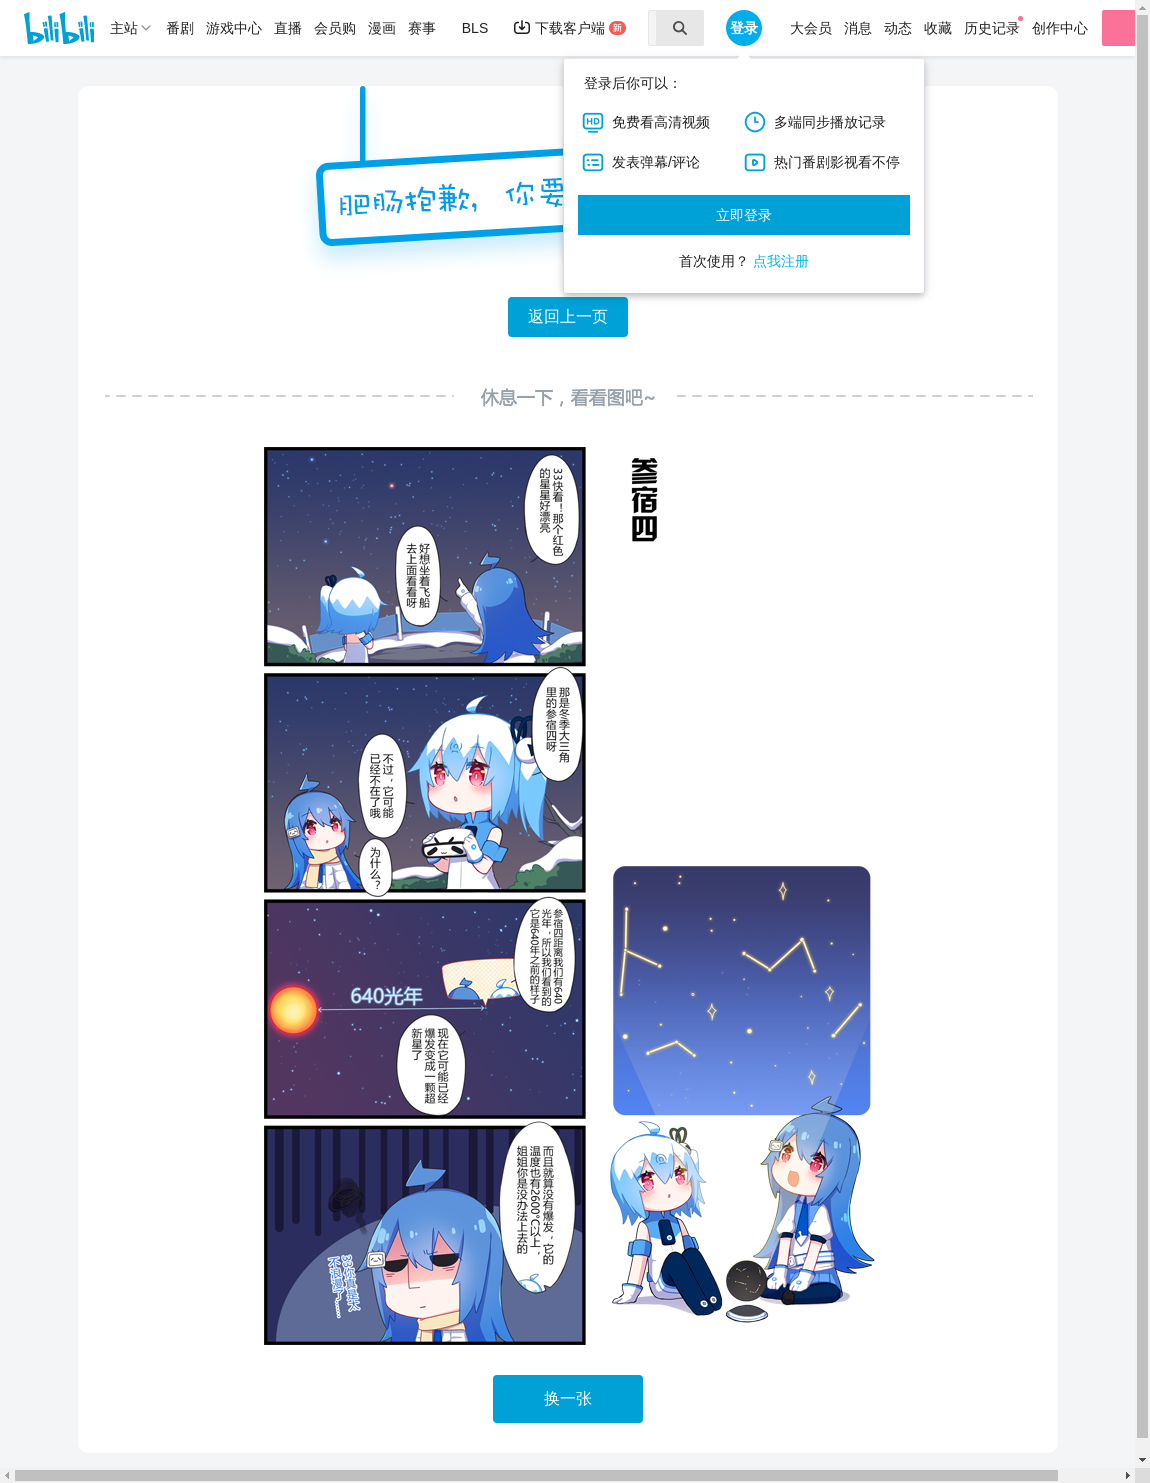 bilibili
主站 番剧 游戏中心 直播 会员购 漫画 赛事 BLS 下载客户端 新 登录 大会员 消息 动态 收藏 历史记录 创作中心
登录后你可以：
HD 免费看高清视频 多端同步播放记录
发表弹幕/评论 热门番剧影视看不停
立即登录
首次使用？ 点我注册
肥肠抱歉，你要
返回上一页
休息一下，看看图吧~
参宿四
33快看！那个红色
的星星好漂亮
好想坐着飞船
去上面看看呀
那是冬季大三角
里的参宿四呀
不过，它可能
已经不在了哦
为什么？
参宿四距离我们有640
光年，所以我们看到的
它是640年之前的样子
640光年
现在它可能已经
爆发变成一颗超
新星了
而且就算没有爆发，它的
温度也有2600°C以上，
姐姐你是没办法上去的
33你真是太
不浪漫了……
换一张